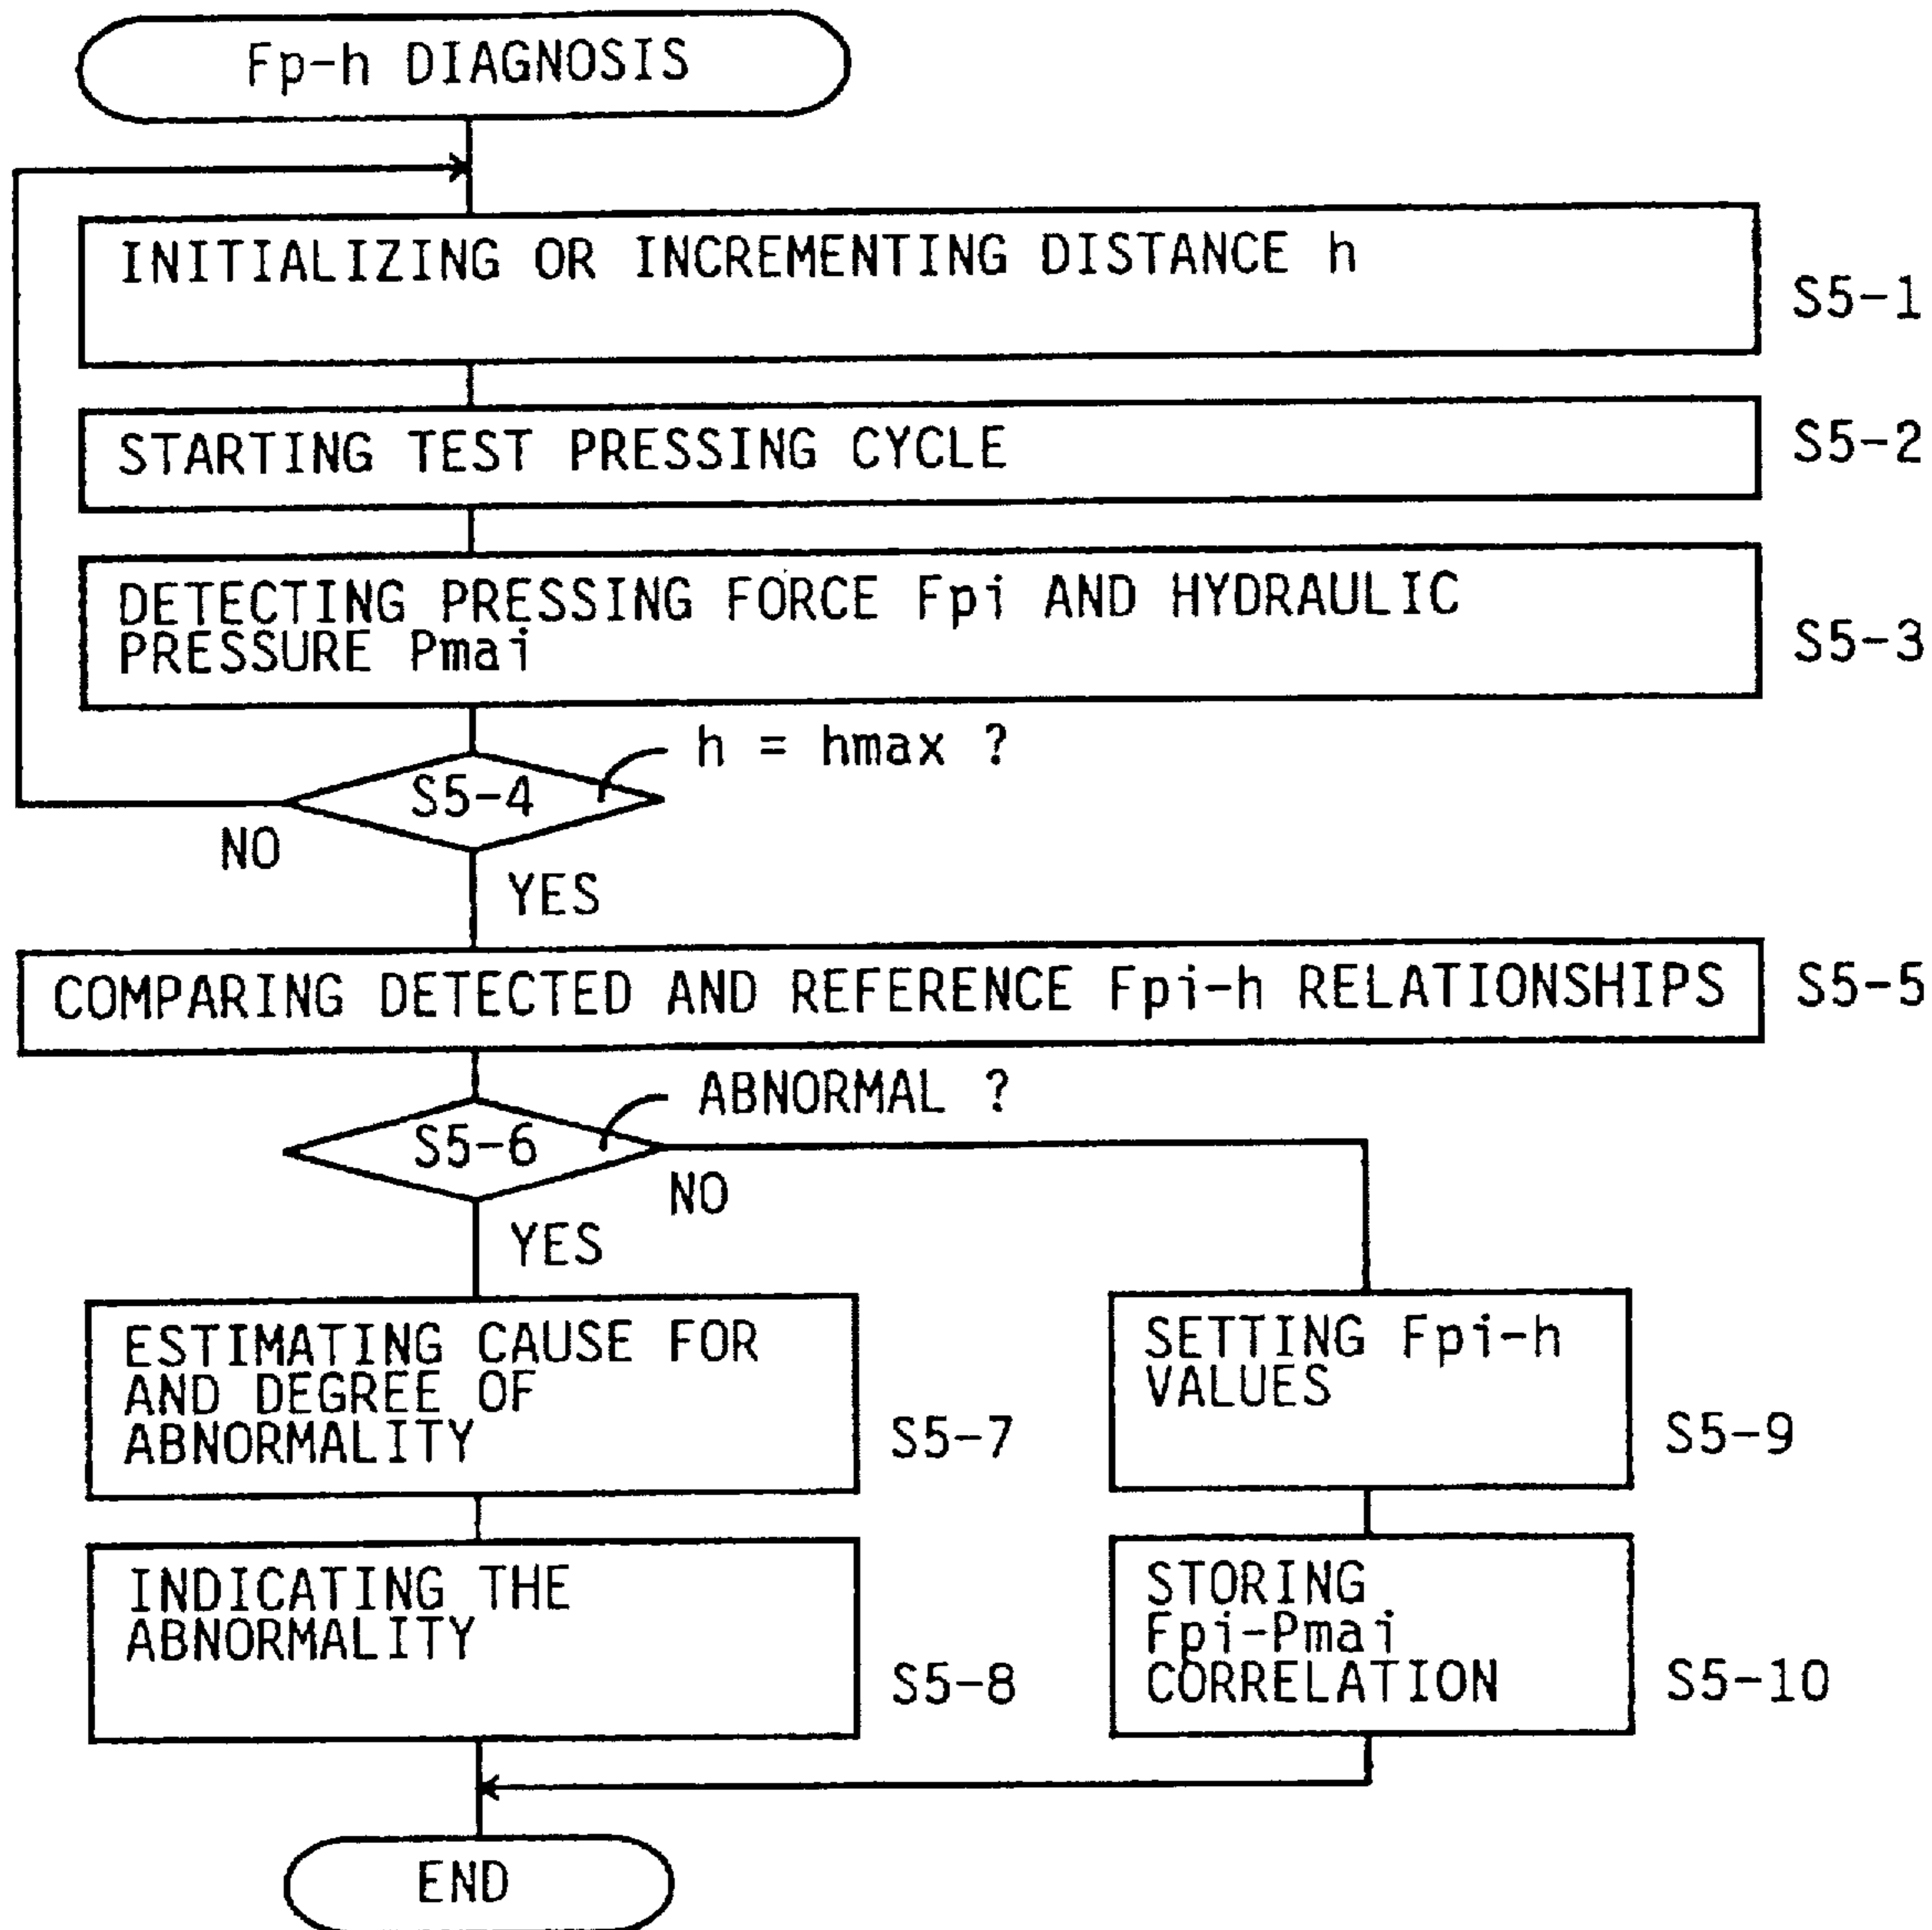 Fp-h DIAGNOSIS
INITIALIZING OR INCREMENTING DISTANCE h
S5-1
STARTING TEST PRESSING CYCLE
S5-2
DETECTING PRESSING FORCE Fpi AND HYDRAULIC
PRESSURE Pmai
S5-3
h = hmax ?
S5-4
NO
YES
COMPARING DETECTED AND REFERENCE Fpi-h RELATIONSHIPS
S5-5
ABNORMAL ?
S5-6
NO
YES
ESTIMATING CAUSE FOR
AND DEGREE OF
ABNORMALITY
S5-7
SETTING Fpi-h
VALUES
S5-9
INDICATING THE
ABNORMALITY
S5-8
STORING
Fpi-Pmai
CORRELATION
S5-10
END